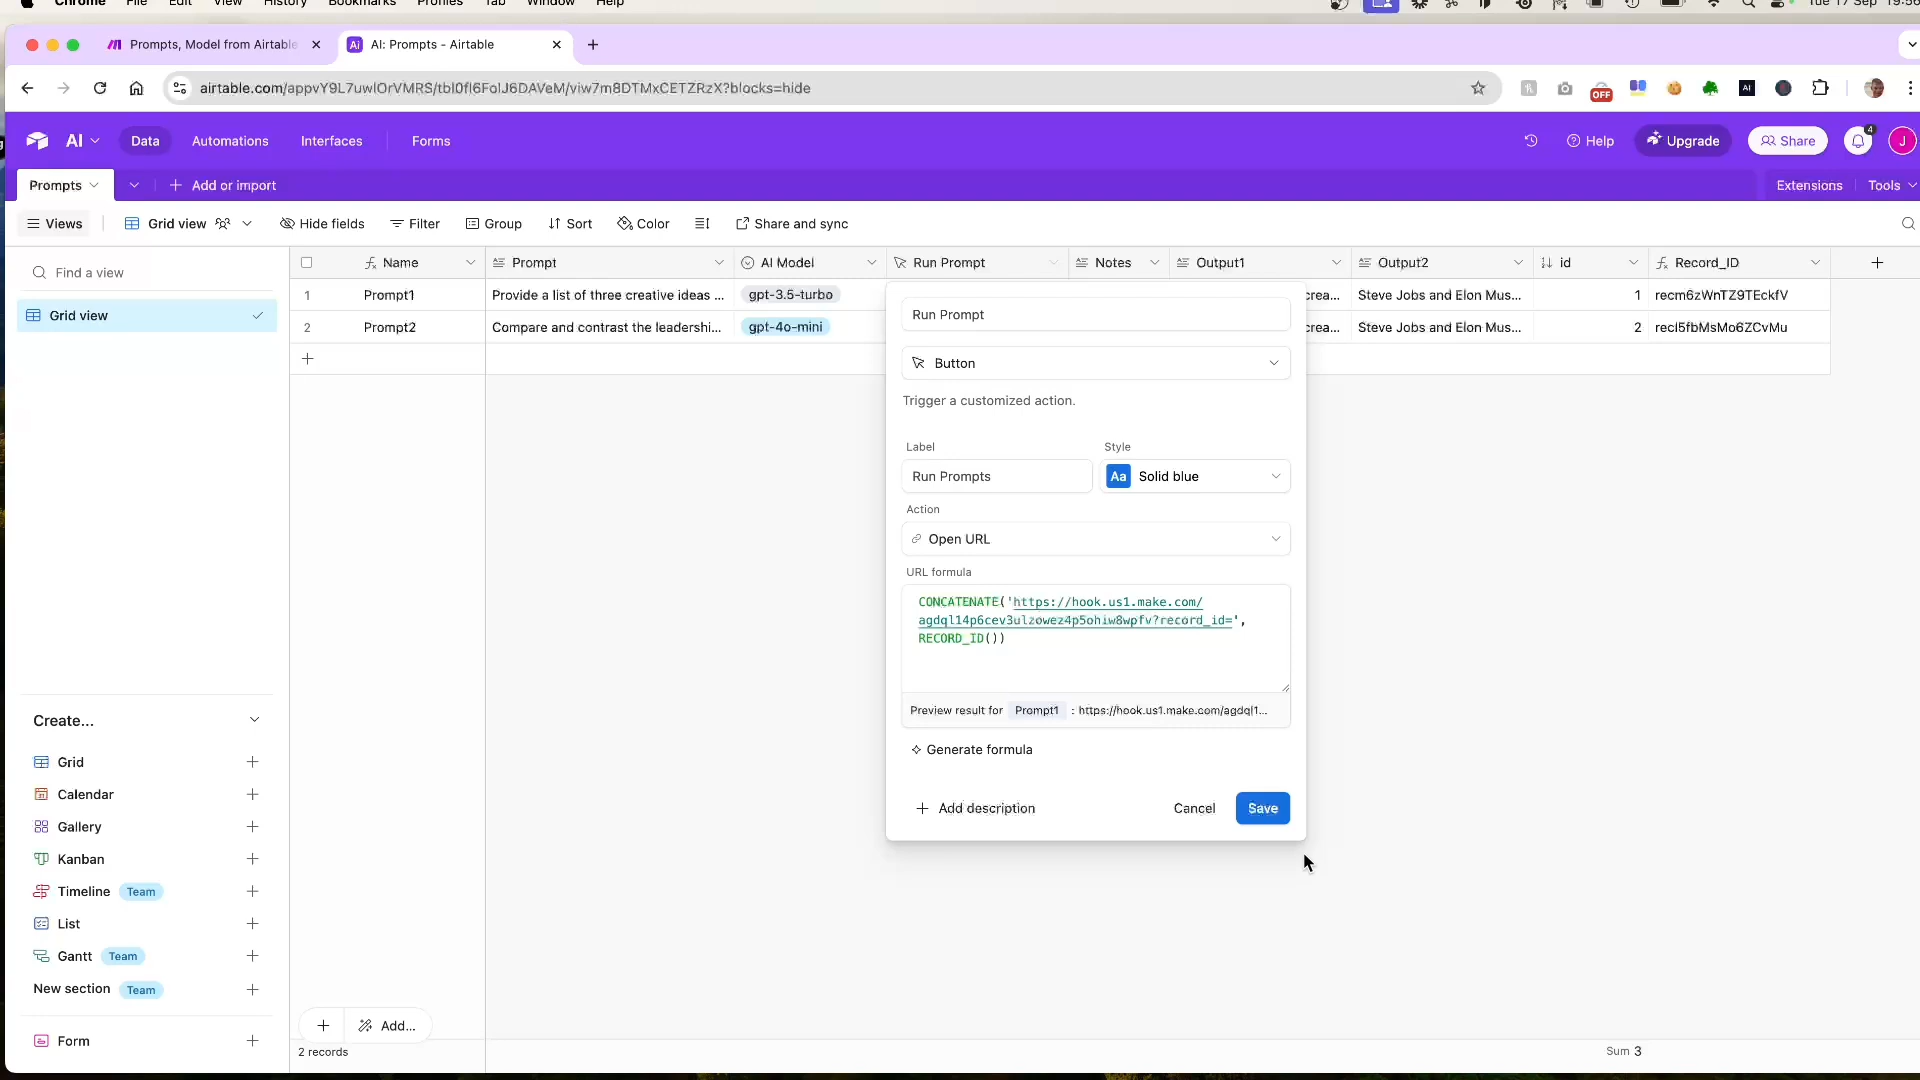 Chrome File Edit View History Bookmarks Profiles Tab Window Help
Tue 17 Sep 19:56
Prompts, Model from Airtable
Ai AI: Prompts - Airtable
airtable.com/appvY9L7uwlOrVMRS/tbl0fl6FolJ6DAVeM/viw7m8DTMxCETZRzX?blocks=hide
OFF
AI
AI Data Automations Interfaces Forms
Help Upgrade Share 4 J
Prompts Add or import
Extensions Tools
Views Grid view Hide fields Filter Group Sort Color Share and sync
Find a view
Grid view
Name Prompt AI Model Run Prompt Notes Output1 Output2 id Record_ID
1 Prompt1 Provide a list of three creative ideas ... gpt-3.5-turbo crea... Steve Jobs and Elon Mus... 1 recm6zWnTZ9TEckfV
2 Prompt2 Compare and contrast the leadershi... gpt-4o-mini crea... Steve Jobs and Elon Mus... 2 recI5fbMsMo6ZCvMu
Run Prompt
Button
Trigger a customized action.
Label Style
Run Prompts Aa Solid blue
Action
Open URL
URL formula
CONCATENATE('https://hook.us1.make.com/
agdql14p6cev3ulzowez4p5ohiw8wpfv?record_id=',
RECORD_ID())
Preview result for Prompt1 : https://hook.us1.make.com/agdql1...
Generate formula
Add description Cancel Save
Create...
Grid
Calendar
Gallery
Kanban
Timeline Team
List
Gantt Team
New section Team
Form
Add...
2 records
Sum 3